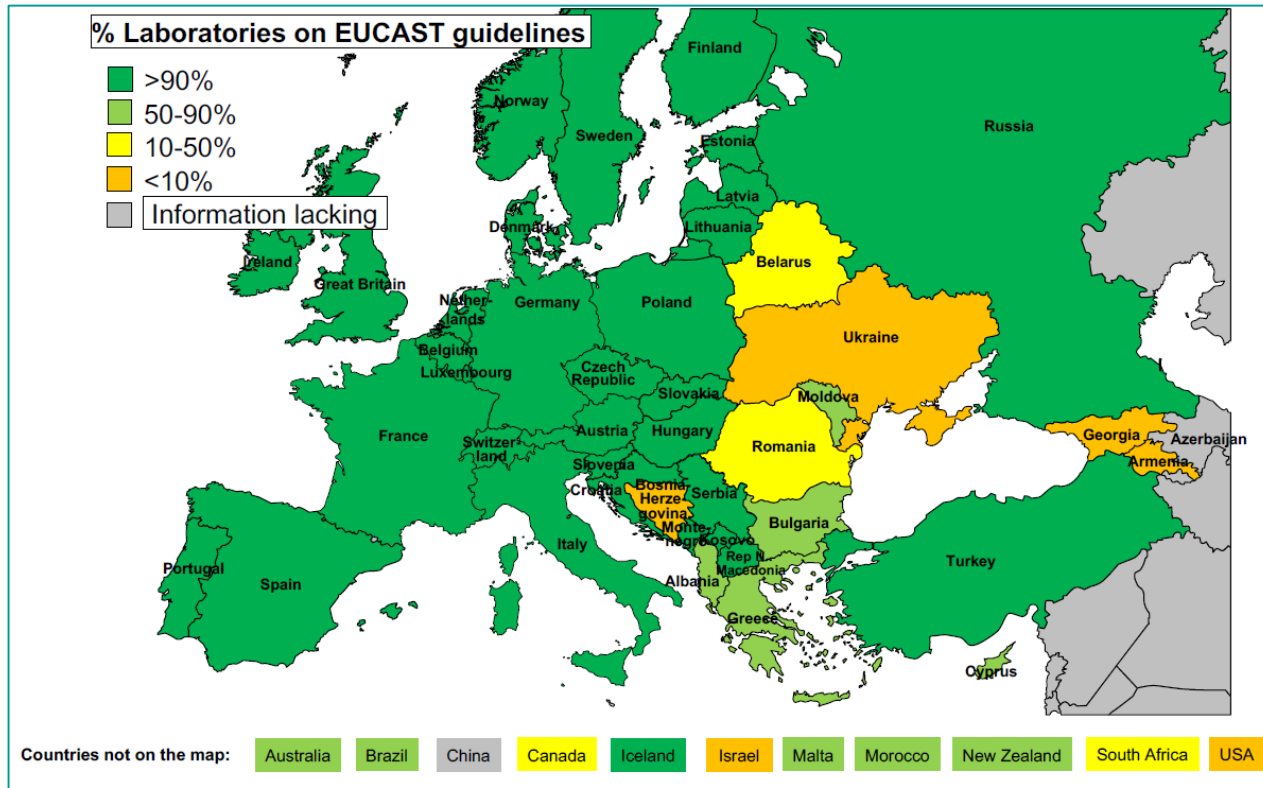 % Laboratories on EUCAST guidelines
>90%
50-90%
10-50%
<10%
Information lacking
Finland
Norway
Sweden
Russia
Estonia
Latvia
Lithuania
Denmark
Ireland
Great Britain
Belarus
Nether-
lands
Germany
Poland
Belgium
Luxembourg
Ukraine
Czech
Republic
Slovakia
Moldova
France
Switzer-
land
Austria
Hungary
Romania
Georgia
Azerbaijan
Armenia
Slovenia
Croatia
Bosnia-
Herze-
govina
Serbia
Monte-
negro
Kosovo
Bulgaria
Italy
Rep N.
Macedonia
Portugal
Spain
Albania
Turkey
Greece
Cyprus
Countries not on the map: Australia Brazil China Canada Iceland Israel Malta Morocco New Zealand South Africa USA